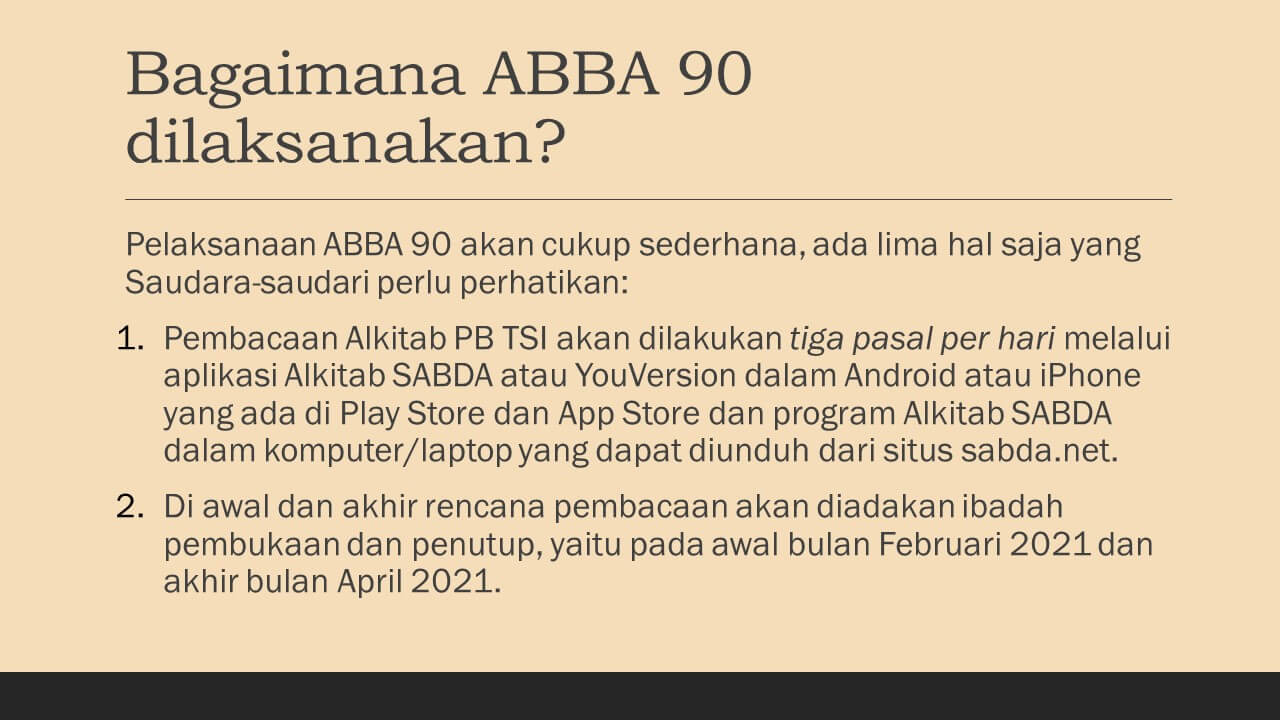 Bagaimana ABBA 90
dilaksanakan?
Pelaksanaan ABBA 90 akan cukup sederhana, ada lima hal saja yang
Saudara-saudari perlu perhatikan:
1. Pembacaan Alkitab PB TSI akan dilakukan tiga pasal per hari melalui
aplikasi Alkitab SABDA atau YouVersion dalam Android atau iPhone
yang ada di Play Store dan App Store dan program Alkitab SABDA
dalam komputer/laptop yang dapat diunduh dari situs sabda.net.
2. Di awal dan akhir rencana pembacaan akan diadakan ibadah
pembukaan dan penutup, yaitu pada awal bulan Februari 2021 dan
akhir bulan April 2021.